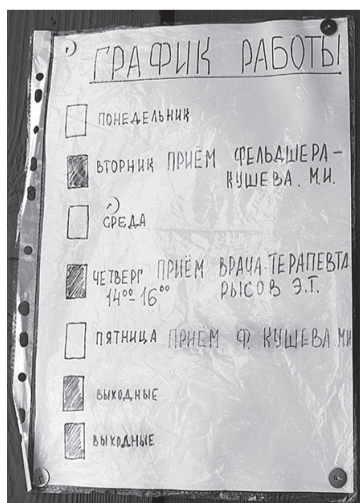 ГРАФИК РАБОТЫ
ПОНЕДЕЛЬНИК
ВТОРНИК ПРИЁМ ФЕЛЬДШЕРА-
КУШЕВА. М.И.
СРЕДА
ЧЕТВЕРГ ПРИЁМ ВРАЧА-ТЕРАПЕВТА
14⁰⁰-16⁰⁰ РЫСОВ Э.Т.
ПЯТНИЦА ПРИЁМ Ф. КУШЕВА М.И
ВЫХОДНЫЕ
ВЫХОДНЫЕ